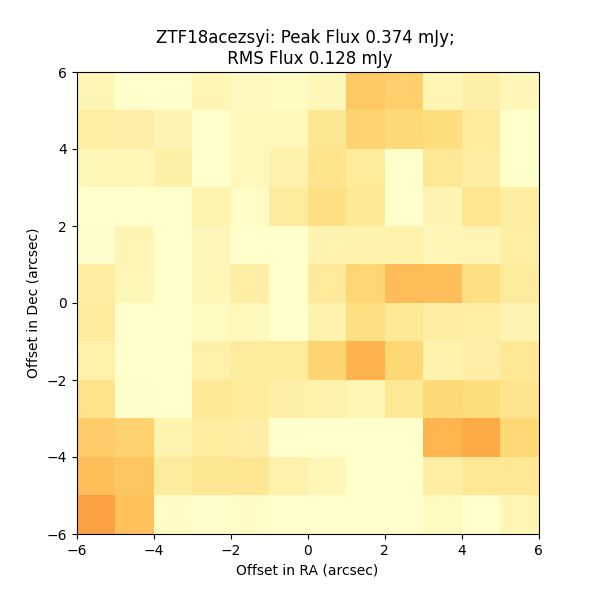 ZTF18acezsyi: Peak Flux 0.374 mJy;
RMS Flux 0.128 mJy
6
4
2
0
−2
−4
−6
Offset in Dec (arcsec)
−6 −4 −2 0 2 4 6
Offset in RA (arcsec)